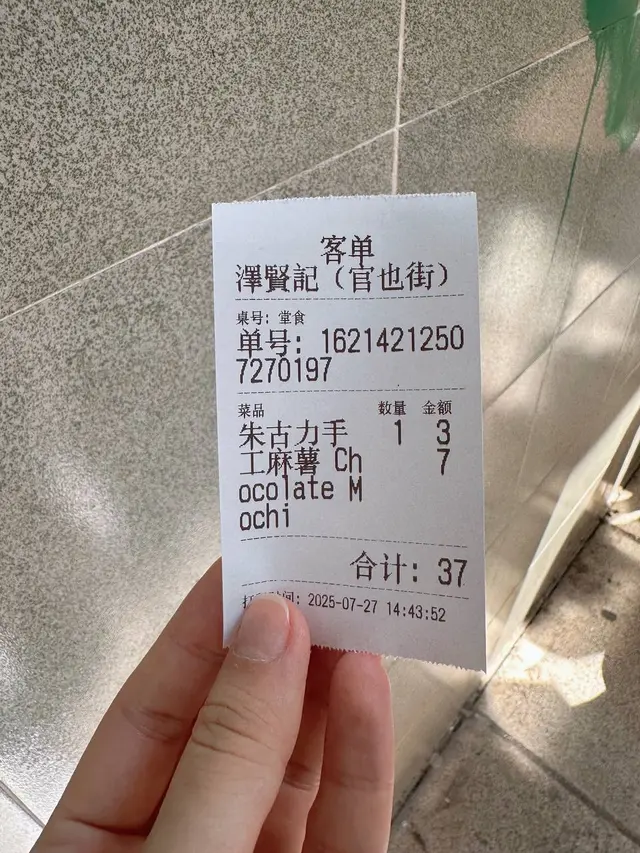 客单
澤賢記（官也街）
桌号: 堂食
单号: 1621421250
7270197
菜品 数量 金额
朱古力手 1 3
工麻薯 Ch 7
ocolate M
ochi
合计: 37
间: 2025-07-27 14:43:52